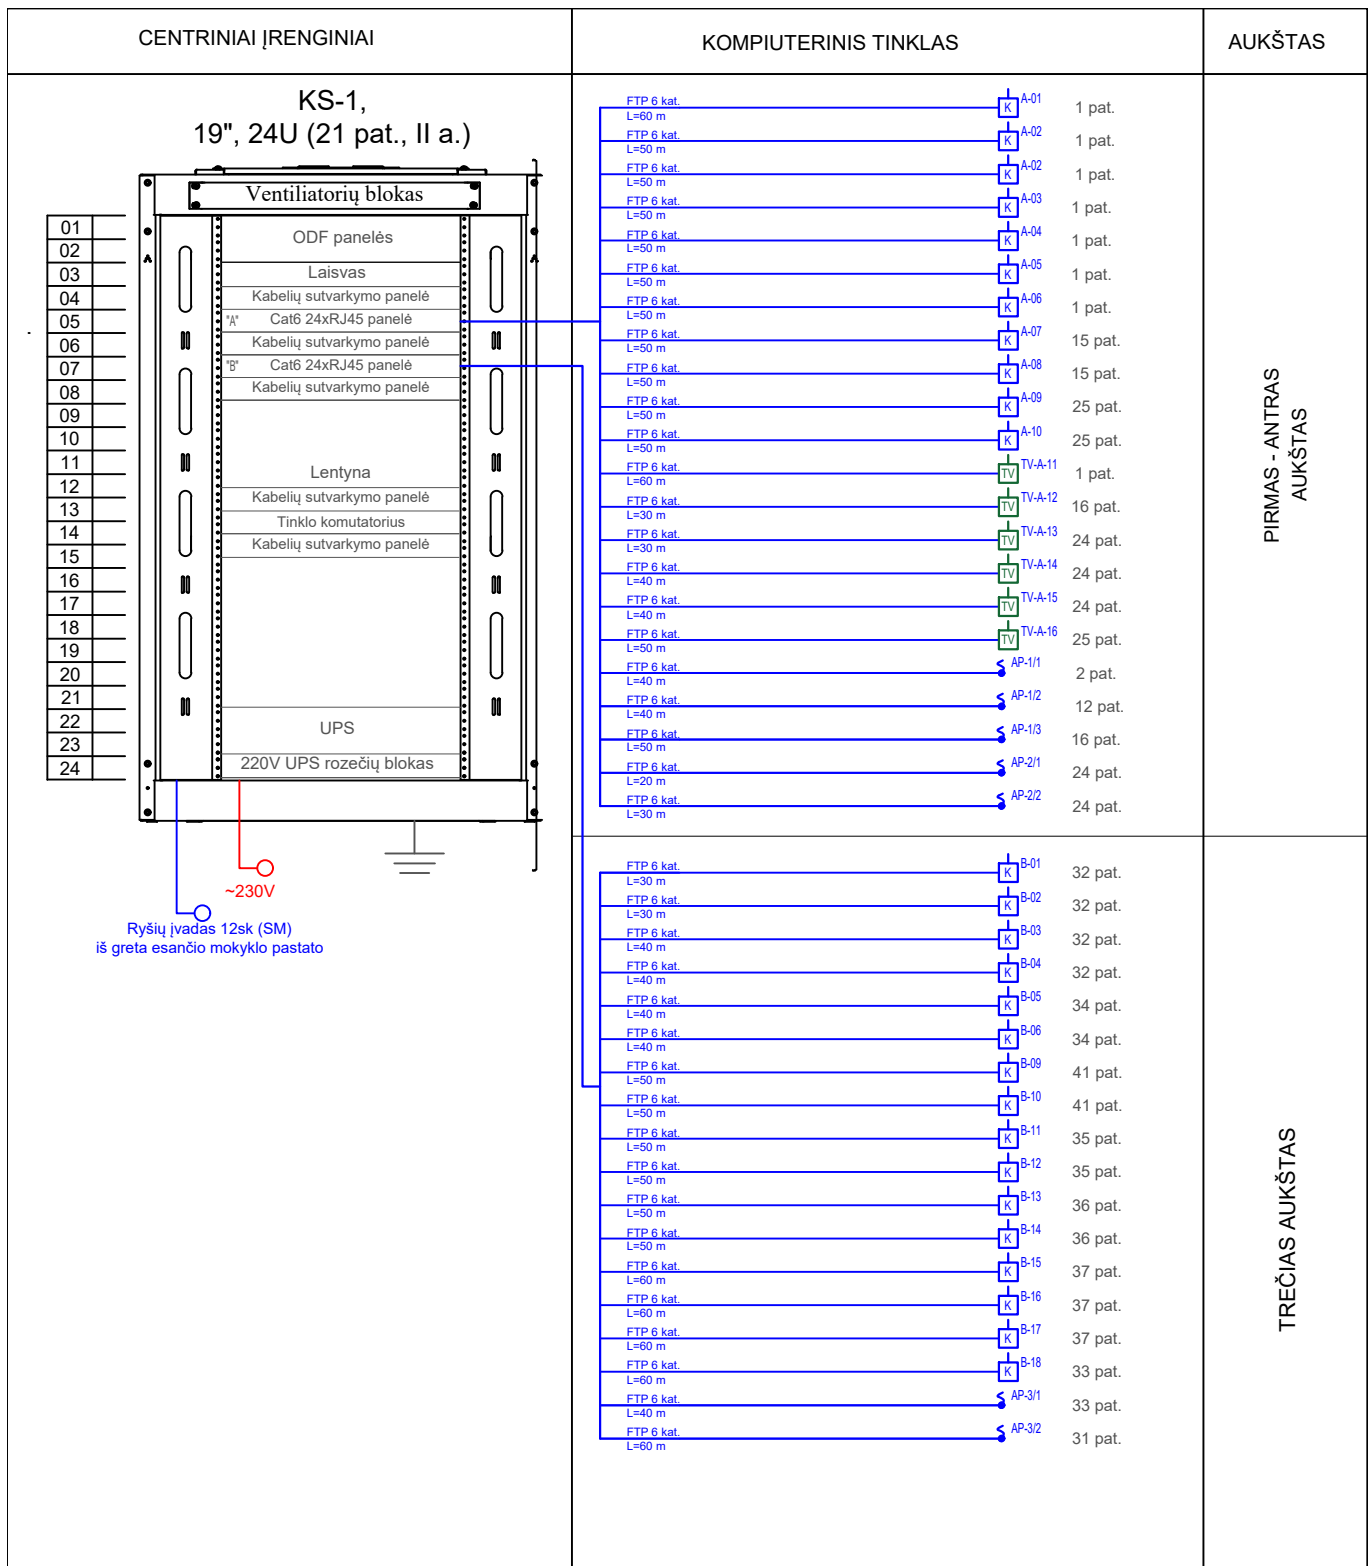 CENTRINIAI ĮRENGINIAI
KOMPIUTERINIS TINKLAS
AUKŠTAS
KS-1,
19", 24U (21 pat., II a.)
Ventiliatorių blokas
01
02
03
04
05
06
07
08
09
10
11
12
13
14
15
16
17
18
19
20
21
22
23
24
ODF panelės
Laisvas
Kabelių sutvarkymo panelė
"A" Cat6 24xRJ45 panelė
Kabelių sutvarkymo panelė
"B" Cat6 24xRJ45 panelė
Kabelių sutvarkymo panelė
Lentyna
Kabelių sutvarkymo panelė
Tinklo komutatorius
Kabelių sutvarkymo panelė
UPS
220V UPS rozečių blokas
~230V
Ryšių įvadas 12sk (SM)
iš greta esančio mokyklo pastato
FTP 6 kat. L=60 m K A-01 1 pat.
FTP 6 kat. L=50 m K A-02 1 pat.
FTP 6 kat. L=50 m K A-02 1 pat.
FTP 6 kat. L=50 m K A-03 1 pat.
FTP 6 kat. L=50 m K A-04 1 pat.
FTP 6 kat. L=50 m K A-05 1 pat.
FTP 6 kat. L=50 m K A-06 1 pat.
FTP 6 kat. L=50 m K A-07 15 pat.
FTP 6 kat. L=50 m K A-08 15 pat.
FTP 6 kat. L=50 m K A-09 25 pat.
FTP 6 kat. L=50 m K A-10 25 pat.
FTP 6 kat. L=60 m TV TV-A-11 1 pat.
FTP 6 kat. L=30 m TV TV-A-12 16 pat.
FTP 6 kat. L=30 m TV TV-A-13 24 pat.
FTP 6 kat. L=40 m TV TV-A-14 24 pat.
FTP 6 kat. L=40 m TV TV-A-15 24 pat.
FTP 6 kat. L=50 m TV TV-A-16 25 pat.
FTP 6 kat. L=40 m AP-1/1 2 pat.
FTP 6 kat. L=40 m AP-1/2 12 pat.
FTP 6 kat. L=50 m AP-1/3 16 pat.
FTP 6 kat. L=20 m AP-2/1 24 pat.
FTP 6 kat. L=30 m AP-2/2 24 pat.
PIRMAS - ANTRAS
AUKŠTAS
FTP 6 kat. L=30 m K B-01 32 pat.
FTP 6 kat. L=30 m K B-02 32 pat.
FTP 6 kat. L=40 m K B-03 32 pat.
FTP 6 kat. L=40 m K B-04 32 pat.
FTP 6 kat. L=40 m K B-05 34 pat.
FTP 6 kat. L=40 m K B-06 34 pat.
FTP 6 kat. L=50 m K B-09 41 pat.
FTP 6 kat. L=50 m K B-10 41 pat.
FTP 6 kat. L=50 m K B-11 35 pat.
FTP 6 kat. L=50 m K B-12 35 pat.
FTP 6 kat. L=50 m K B-13 36 pat.
FTP 6 kat. L=50 m K B-14 36 pat.
FTP 6 kat. L=60 m K B-15 37 pat.
FTP 6 kat. L=60 m K B-16 37 pat.
FTP 6 kat. L=60 m K B-17 37 pat.
FTP 6 kat. L=60 m K B-18 33 pat.
FTP 6 kat. L=40 m AP-3/1 33 pat.
FTP 6 kat. L=60 m AP-3/2 31 pat.
TREČIAS AUKŠTAS